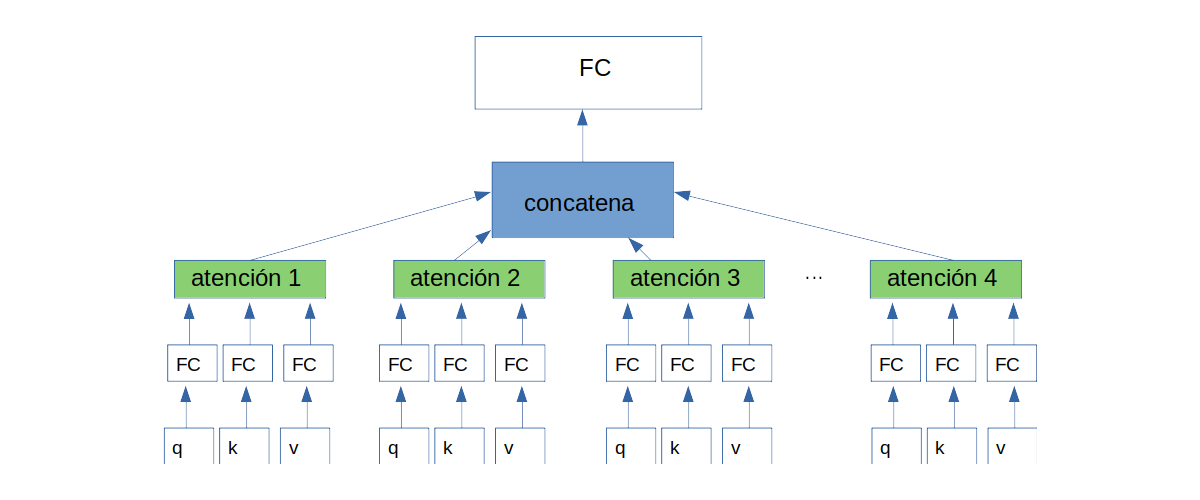 FC
concatena
atención 1 atención 2 atención 3 ... atención 4
FC FC FC FC FC FC FC FC FC FC FC FC
q k v q k v q k v q k v